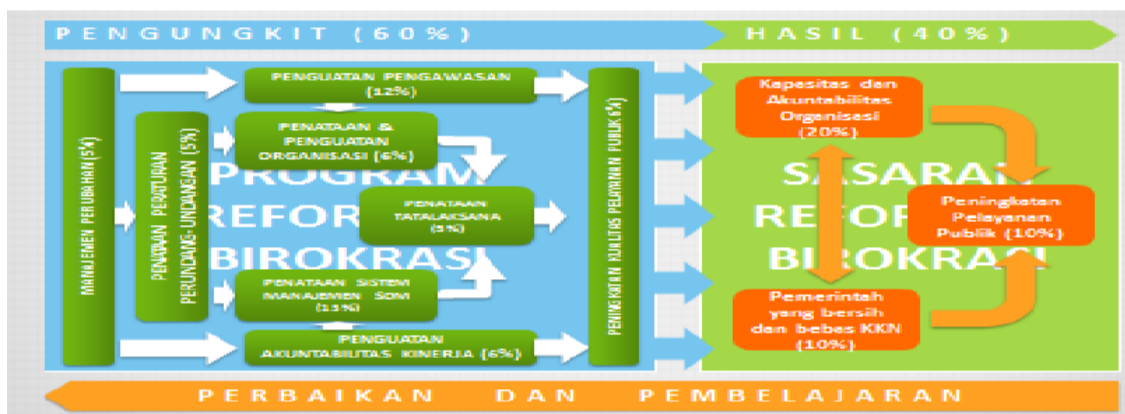 PENGUNGKIT (60%)
HASIL (40%)
MANAJEMEN PERUBAHAN (5%)
PENATAAN PERATURAN
PERUNDANG-UNDANGAN (5%)
PENGUATAN PENGAWASAN
(12%)
PENATAAN &
PENGUATAN
ORGANISASI (6%)
PROGRAM
REFOR
BIROKRASI
PENATAAN
TATALAKSANA
(5%)
PENATAAN SISTEM
MANAJEMEN SDM
(15%)
PENGUATAN
AKUNTABILITAS KINERJA (6%)
PENINGKATAN KUALITAS PELAYANAN PUBLIK 6%)
Kapasitas dan
Akuntabilitas
Organisasi
(20%)
SASARAN
REFOR
BIROKRASI
Peningkatan
Pelayanan
Publik (10%)
Pemerintah
yang bersih
dan bebas KKN
(10%)
PERBAIKAN DAN PEMBELAJARAN